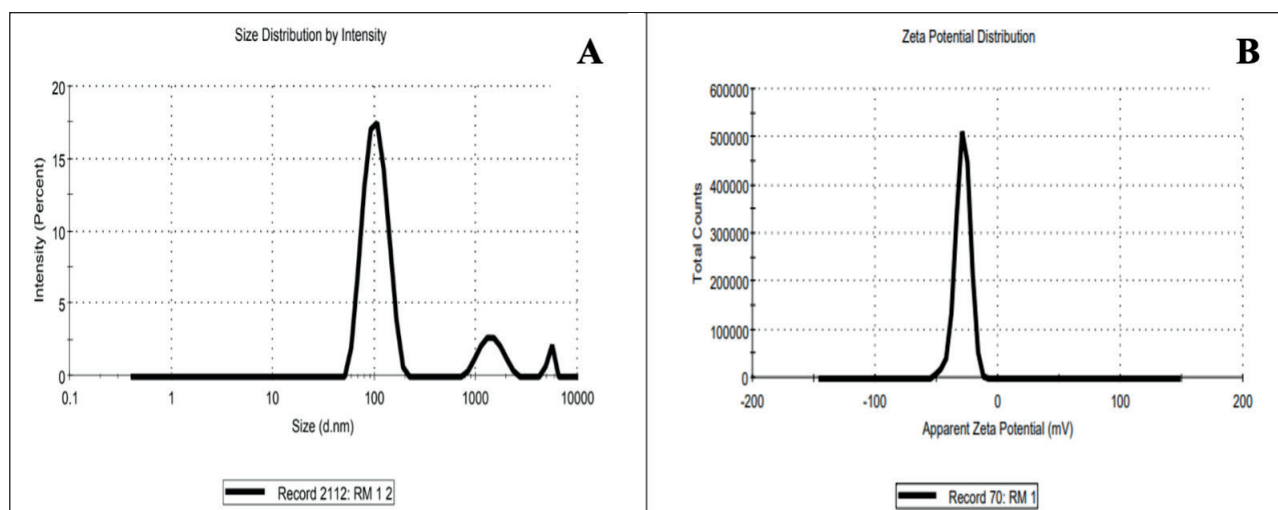 Size Distribution by Intensity
A
Intensity (Percent)
20
15
10
5
0
0.1
1
10
100
1000
10000
Size (d.nm)
Record 2112: RM 1 2
Zeta Potential Distribution
B
Total Counts
600000
500000
400000
300000
200000
100000
0
-200
-100
0
100
200
Apparent Zeta Potential (mV)
Record 70: RM 1